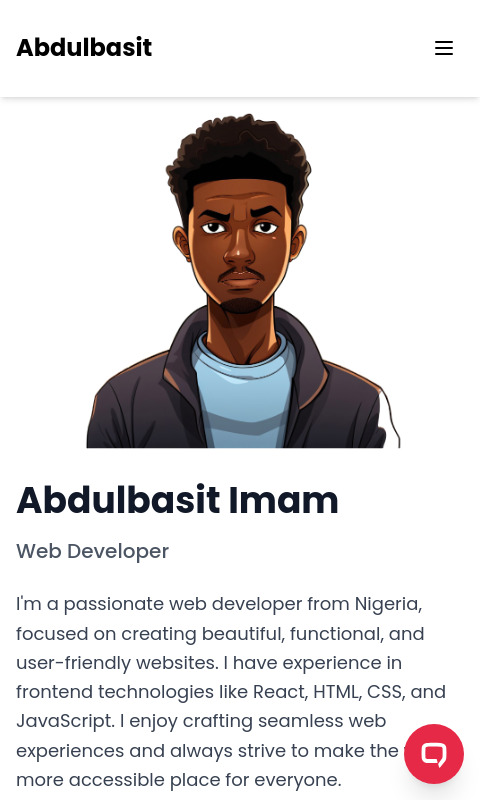 Abdulbasit
Abdulbasit Imam
Web Developer
I'm a passionate web developer from Nigeria,
focused on creating beautiful, functional, and
user-friendly websites. I have experience in
frontend technologies like React, HTML, CSS, and
JavaScript. I enjoy crafting seamless web
experiences and always strive to make the
more accessible place for everyone.